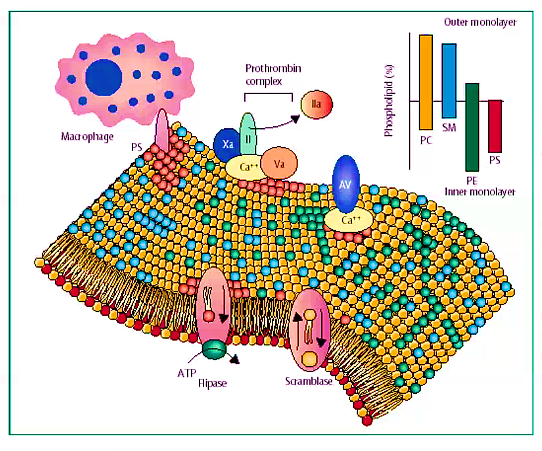 Outer monolayer
Prothrombin
complex
IIa
Phospholipid (%)
Macrophage
PS
Xa
II
Va
Ca++
PC
SM
PE
PS
Inner monolayer
AV
Ca++
ATP
Flipase
Scramblase